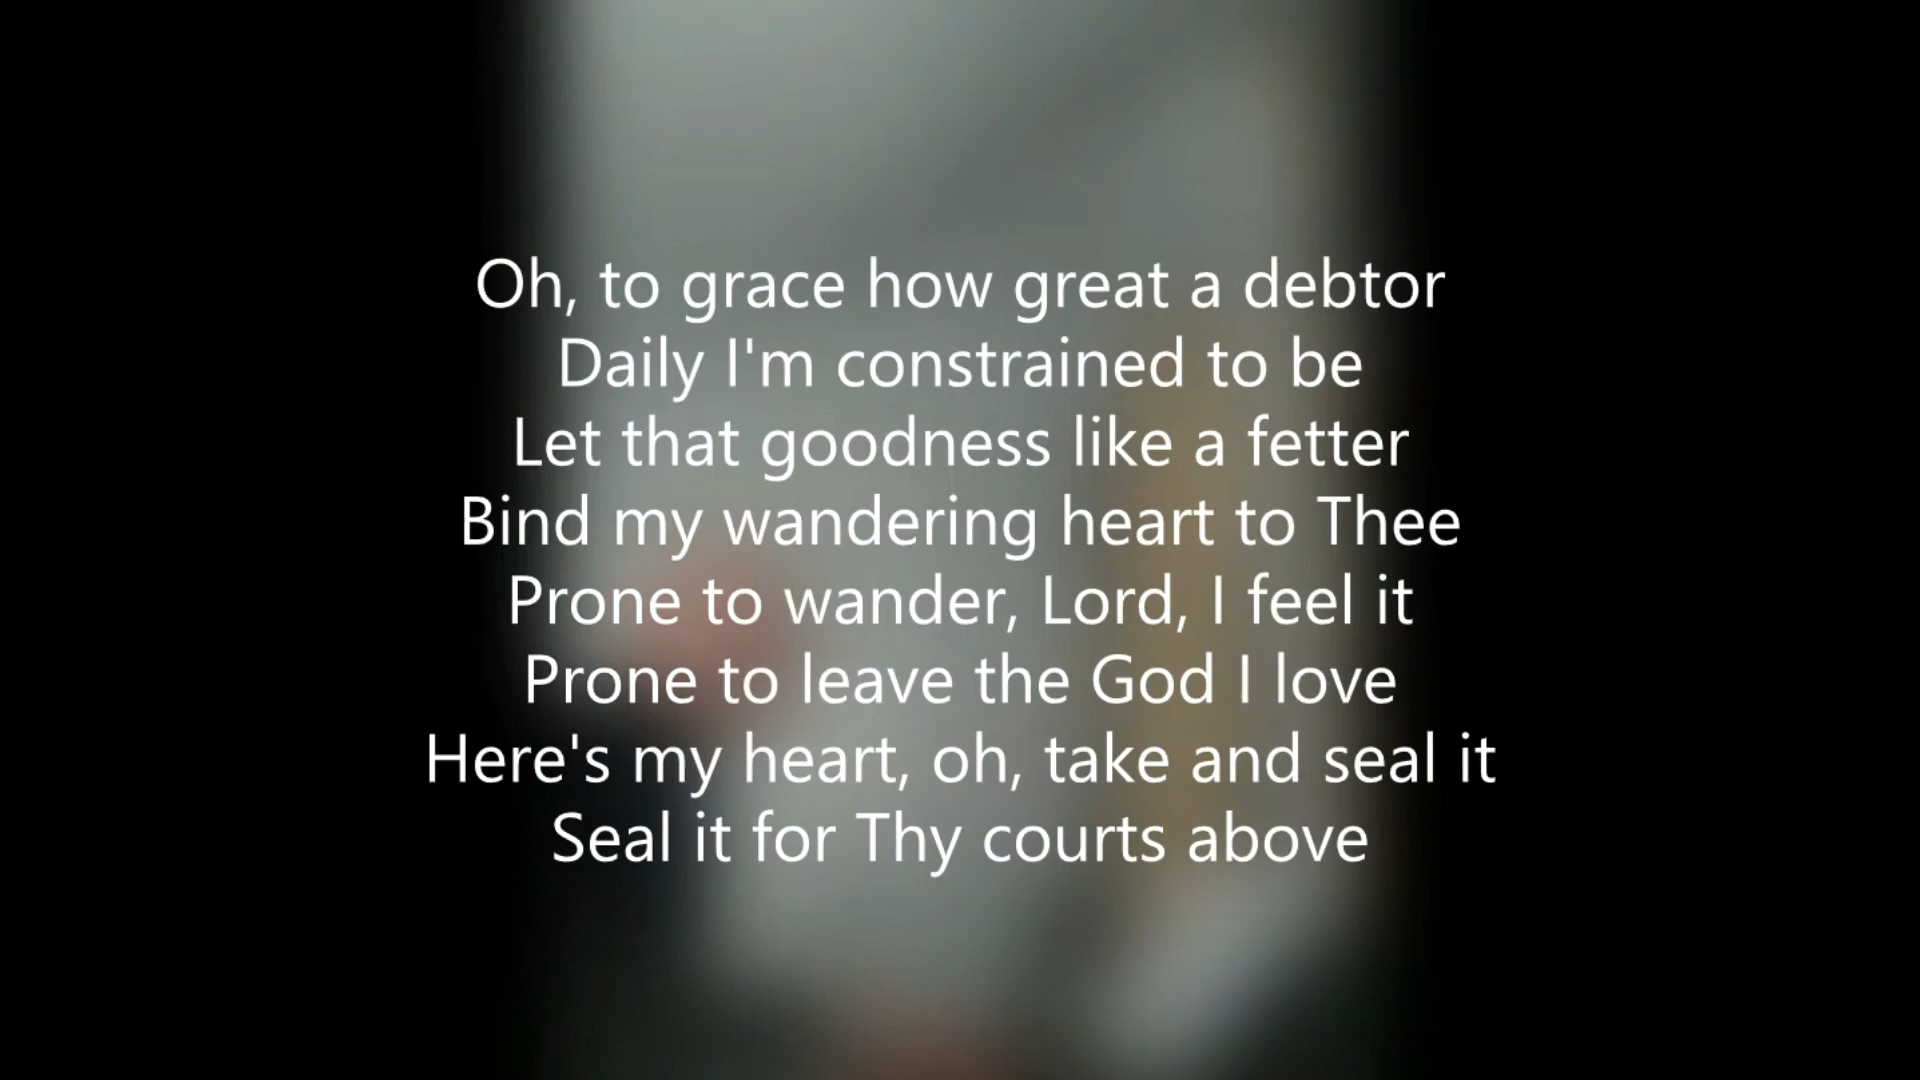 Oh, to grace how great a debtor
Daily I'm constrained to be
Let that goodness like a fetter
Bind my wandering heart to Thee
Prone to wander, Lord, I feel it
Prone to leave the God I love
Here's my heart, oh, take and seal it
Seal it for Thy courts above